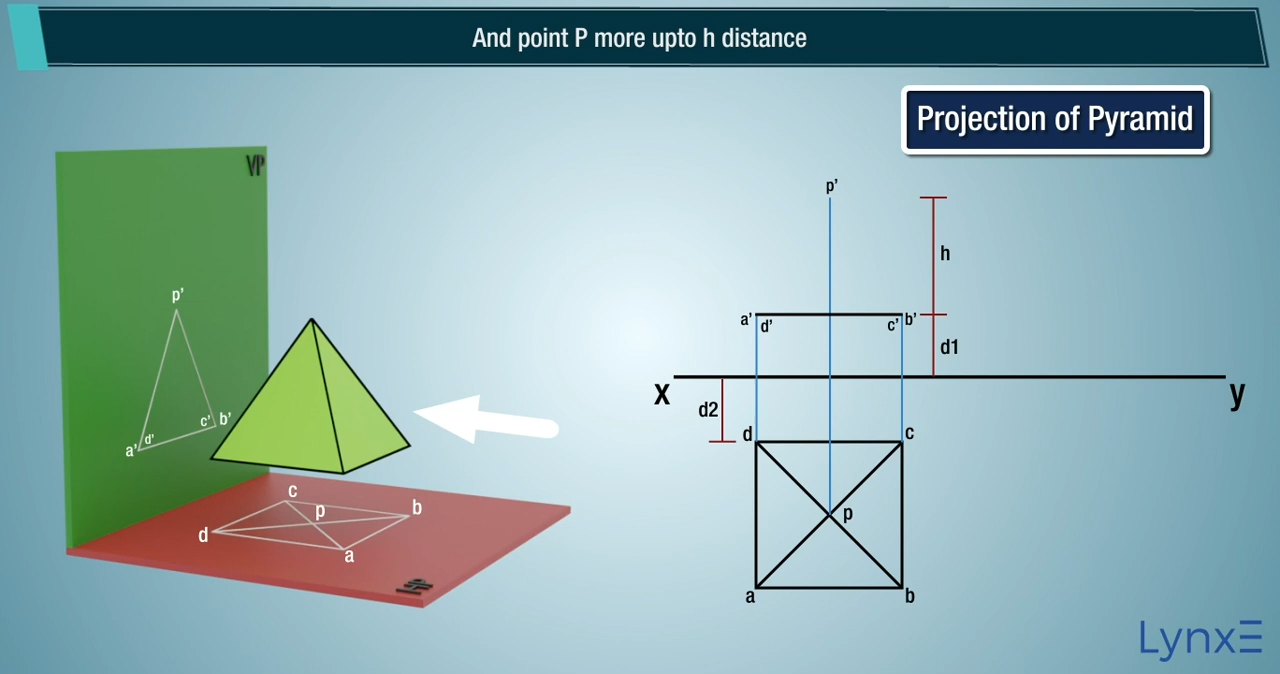 And point P more upto h distance
Projection of Pyramid
VP
p'
a'
d'
c'
b'
c
p
b
d
a
HP
p'
h
a'
d'
c'
b'
d1
x
y
d2
d
c
p
a
b
LynxE